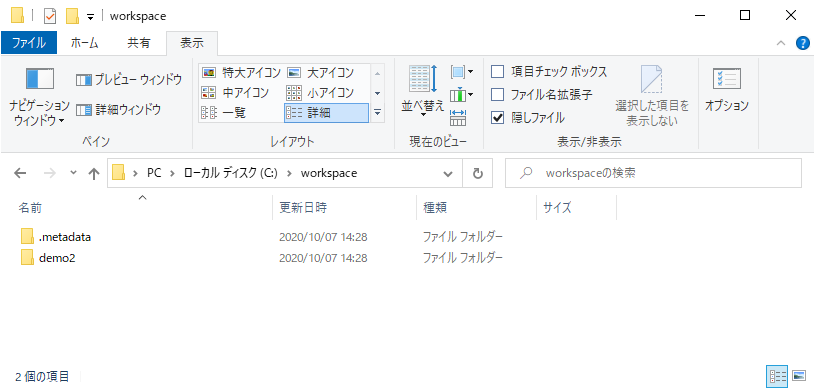 workspace
ファイル ホーム 共有 表示
ナビゲーション ウィンドウ
プレビュー ウィンドウ
詳細ウィンドウ
ペイン
特大アイコン 大アイコン
中アイコン 小アイコン
一覧 詳細
レイアウト
並べ替え
現在のビュー
項目チェック ボックス
ファイル名拡張子
隠しファイル
選択した項目を
表示しない
表示/非表示
オプション
PC ローカル ディスク (C:) workspace
workspaceの検索
名前 更新日時 種類 サイズ
.metadata 2020/10/07 14:28 ファイル フォルダー
demo2 2020/10/07 14:28 ファイル フォルダー
2 個の項目